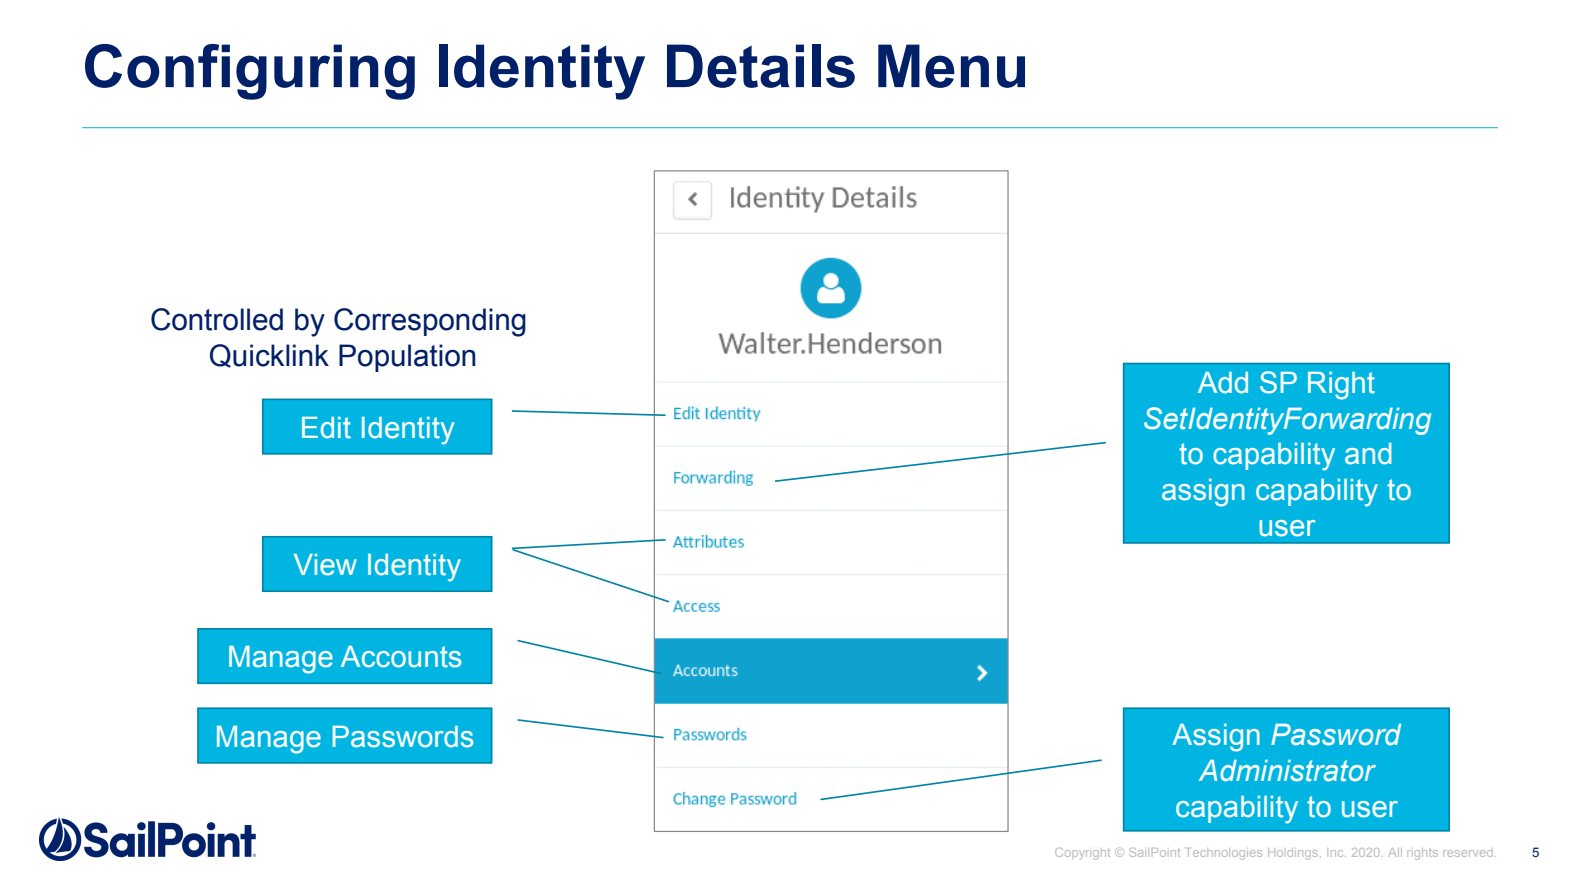 Configuring Identity Details Menu
Identity Details
Walter.Henderson
Controlled by Corresponding
Quicklink Population
Edit Identity
View Identity
Manage Accounts
Manage Passwords
Edit Identity
Forwarding
Attributes
Access
Accounts
Passwords
Change Password
Add SP Right
SetIdentityForwarding
to capability and
assign capability to
user
Assign Password
Administrator
capability to user
SailPoint
Copyright © SailPoint Technologies Holdings, Inc. 2020. All rights reserved.
5